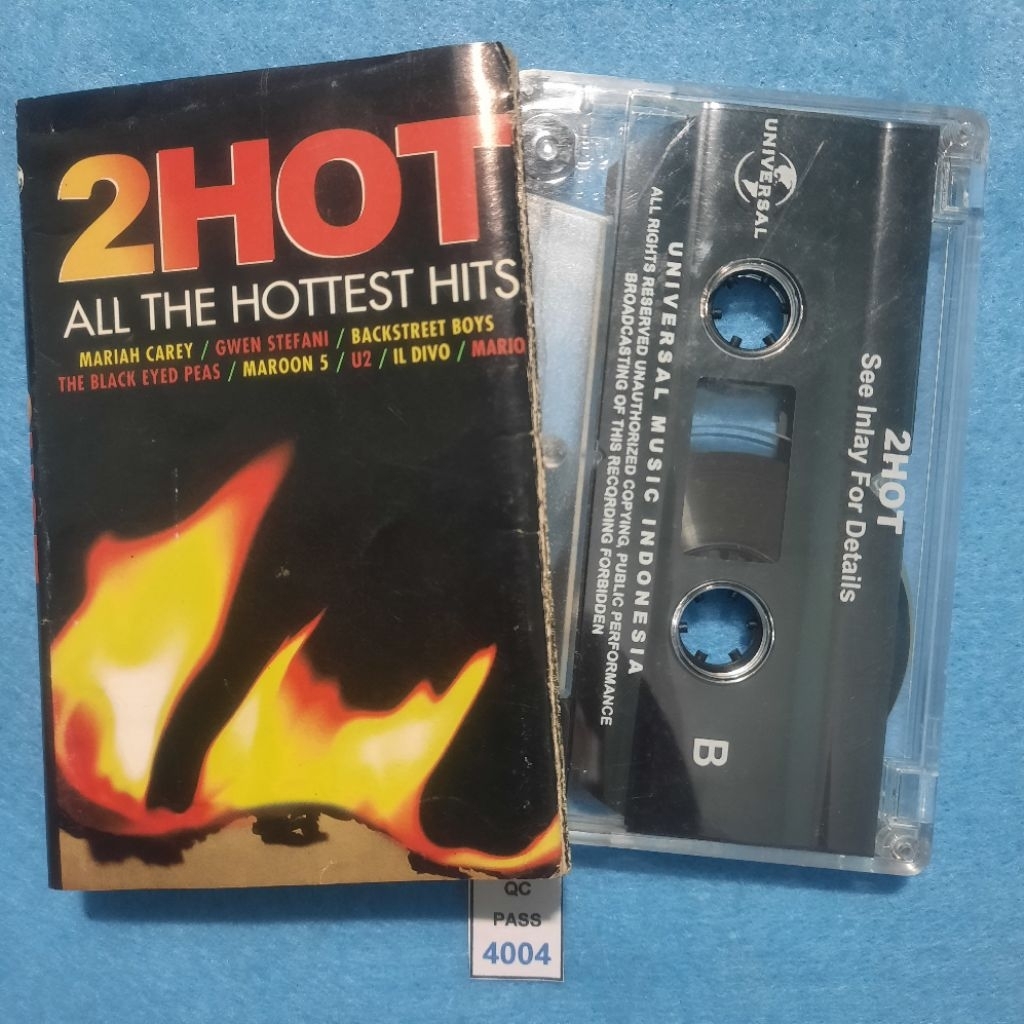 2HOT
ALL THE HOTTEST HITS
MARIAH CAREY / GWEN STEFANI / BACKSTREET BOYS
THE BLACK EYED PEAS / MAROON 5 / U2 / IL DIVO / MARIO
UNIVERSAL
2HOT
See Inlay For Details
B
UNIVERSAL MUSIC INDONESIA
ALL RIGHTS RESERVED UNAUTHORIZED COPYING, PUBLIC PERFORMANCE
BROADCASTING OF THIS RECORDING FORBIDDEN
QC
PASS
4004